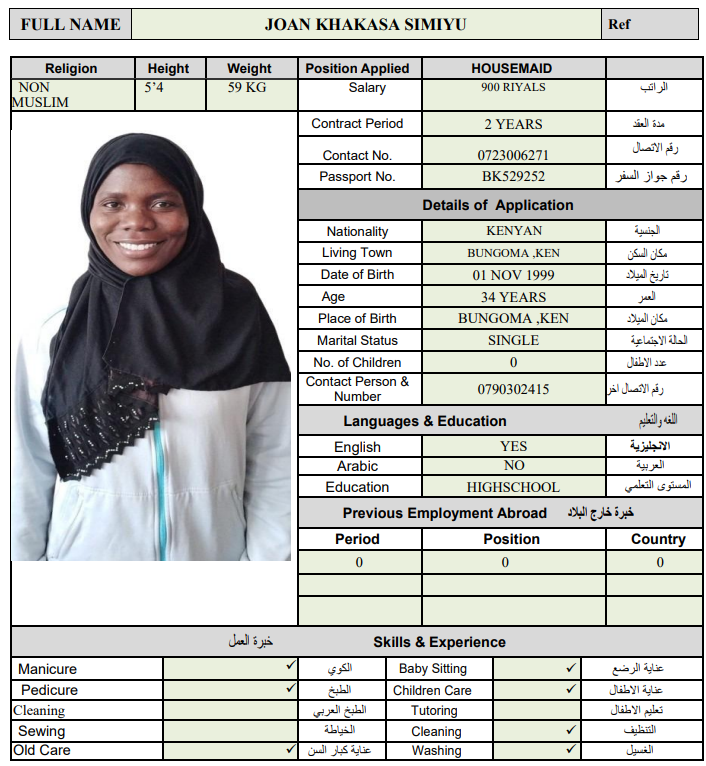 FULL NAME JOAN KHAKASA SIMIYU Ref
Religion Height Weight Position Applied HOUSEMAID
NON MUSLIM 5’4 59 KG Salary 900 RIYALS الراتب
Contract Period 2 YEARS مدة العقد
Contact No. 0723006271 رقم الاتصال
Passport No. BK529252 رقم جواز السفر
Details of Application
Nationality KENYAN الجنسية
Living Town BUNGOMA ,KEN مكان السكن
Date of Birth 01 NOV 1999 تاريخ الميلاد
Age 34 YEARS العمر
Place of Birth BUNGOMA ,KEN مكان الميلاد
Marital Status SINGLE الحالة الاجتماعية
No. of Children 0 عدد الاطفال
Contact Person & Number 0790302415 رقم الاتصال اخر
Languages & Education اللغه والتعليم
English YES الانجليزية
Arabic NO العربية
Education HIGHSCHOOL المستوى التعلمي
Previous Employment Abroad خبرة خارج البلاد
Period Position Country
0 0 0
خبرة العمل Skills & Experience
Manicure ✓ الكوي Baby Sitting ✓ عناية الرضع
Pedicure ✓ الطبخ Children Care ✓ عناية الاطفال
Cleaning الطبخ العربي Tutoring تعليم الاطفال
Sewing الخياطة Cleaning ✓ التنظيف
Old Care ✓ عناية كبار السن Washing ✓ الغسيل